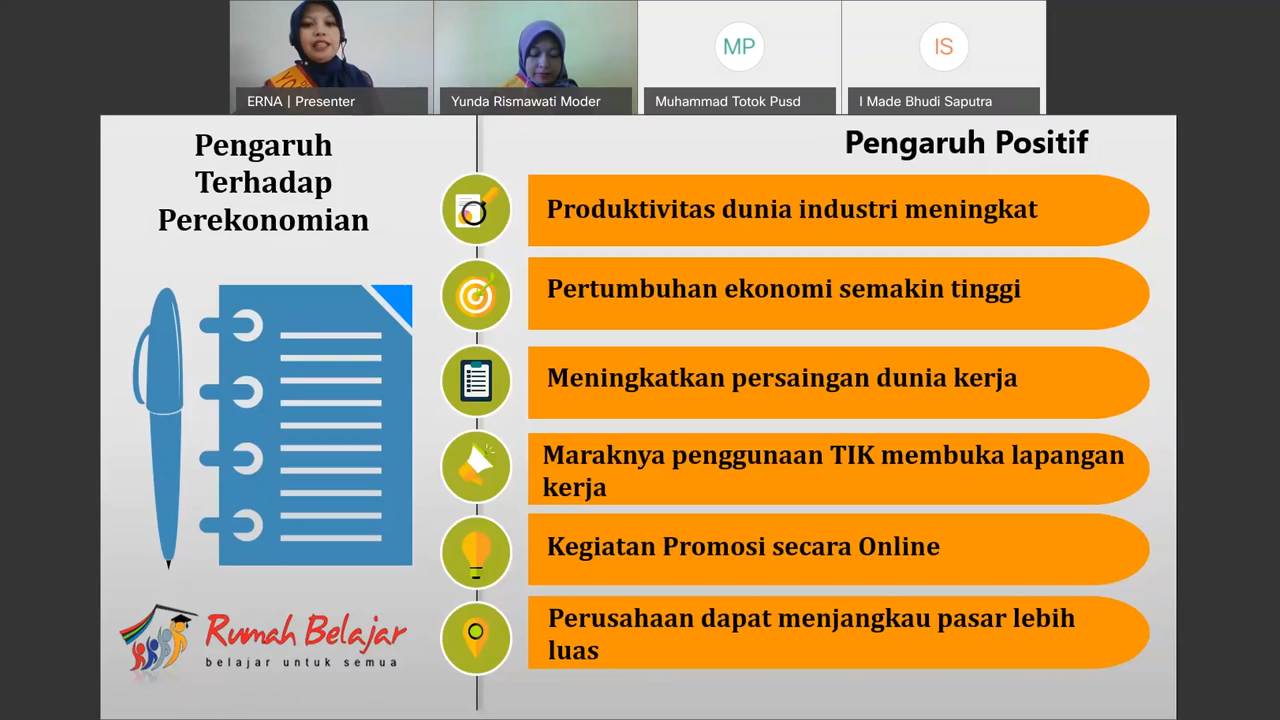 ERNA | Presenter
Yunda Rismawati Moder
MP
Muhammad Totok Pusd
IS
I Made Bhudi Saputra
Pengaruh
Terhadap
Perekonomian
Pengaruh Positif
Produktivitas dunia industri meningkat
Pertumbuhan ekonomi semakin tinggi
Meningkatkan persaingan dunia kerja
Maraknya penggunaan TIK membuka lapangan
kerja
Kegiatan Promosi secara Online
Perusahaan dapat menjangkau pasar lebih
luas
Rumah Belajar
belajar untuk semua